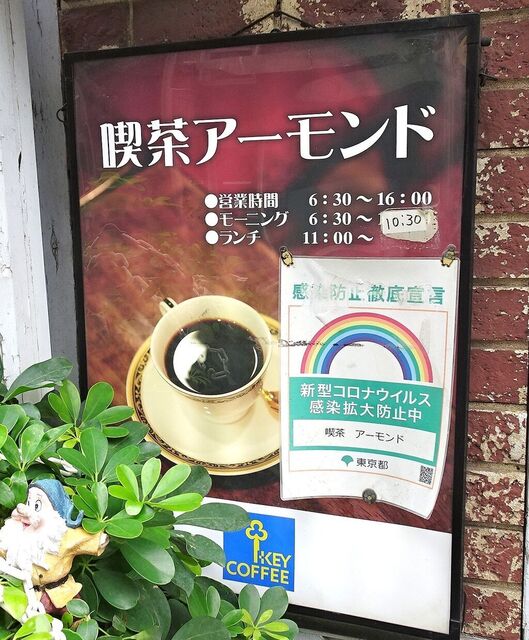 喫茶アーモンド
●営業時間 6:30〜16:00
●モーニング 6:30〜10:30
●ランチ 11:00〜
感染防止徹底宣言
新型コロナウイルス
感染拡大防止中
喫茶 アーモンド
東京都
KEY
COFFEE